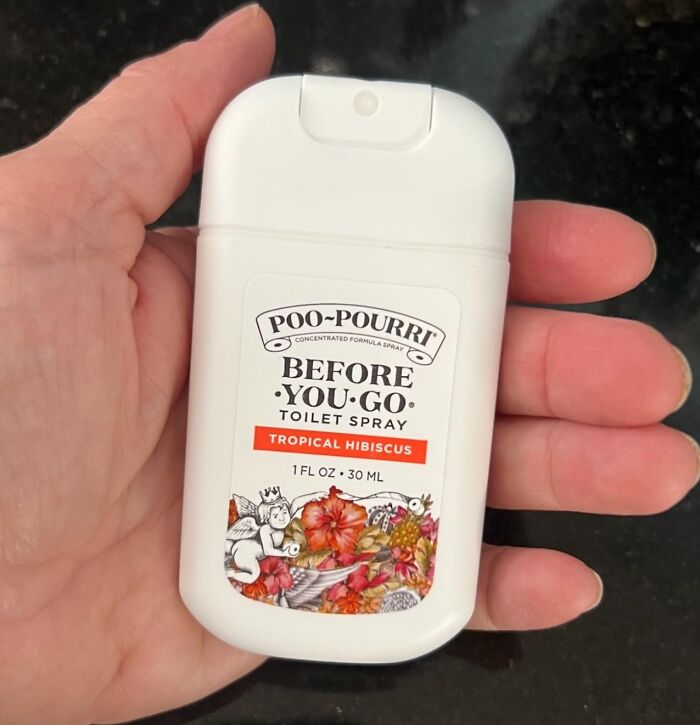 POO~POURRI®
CONCENTRATED FORMULA SPRAY
BEFORE
·YOU·GO®
TOILET SPRAY
TROPICAL HIBISCUS
1 FL OZ • 30 ML